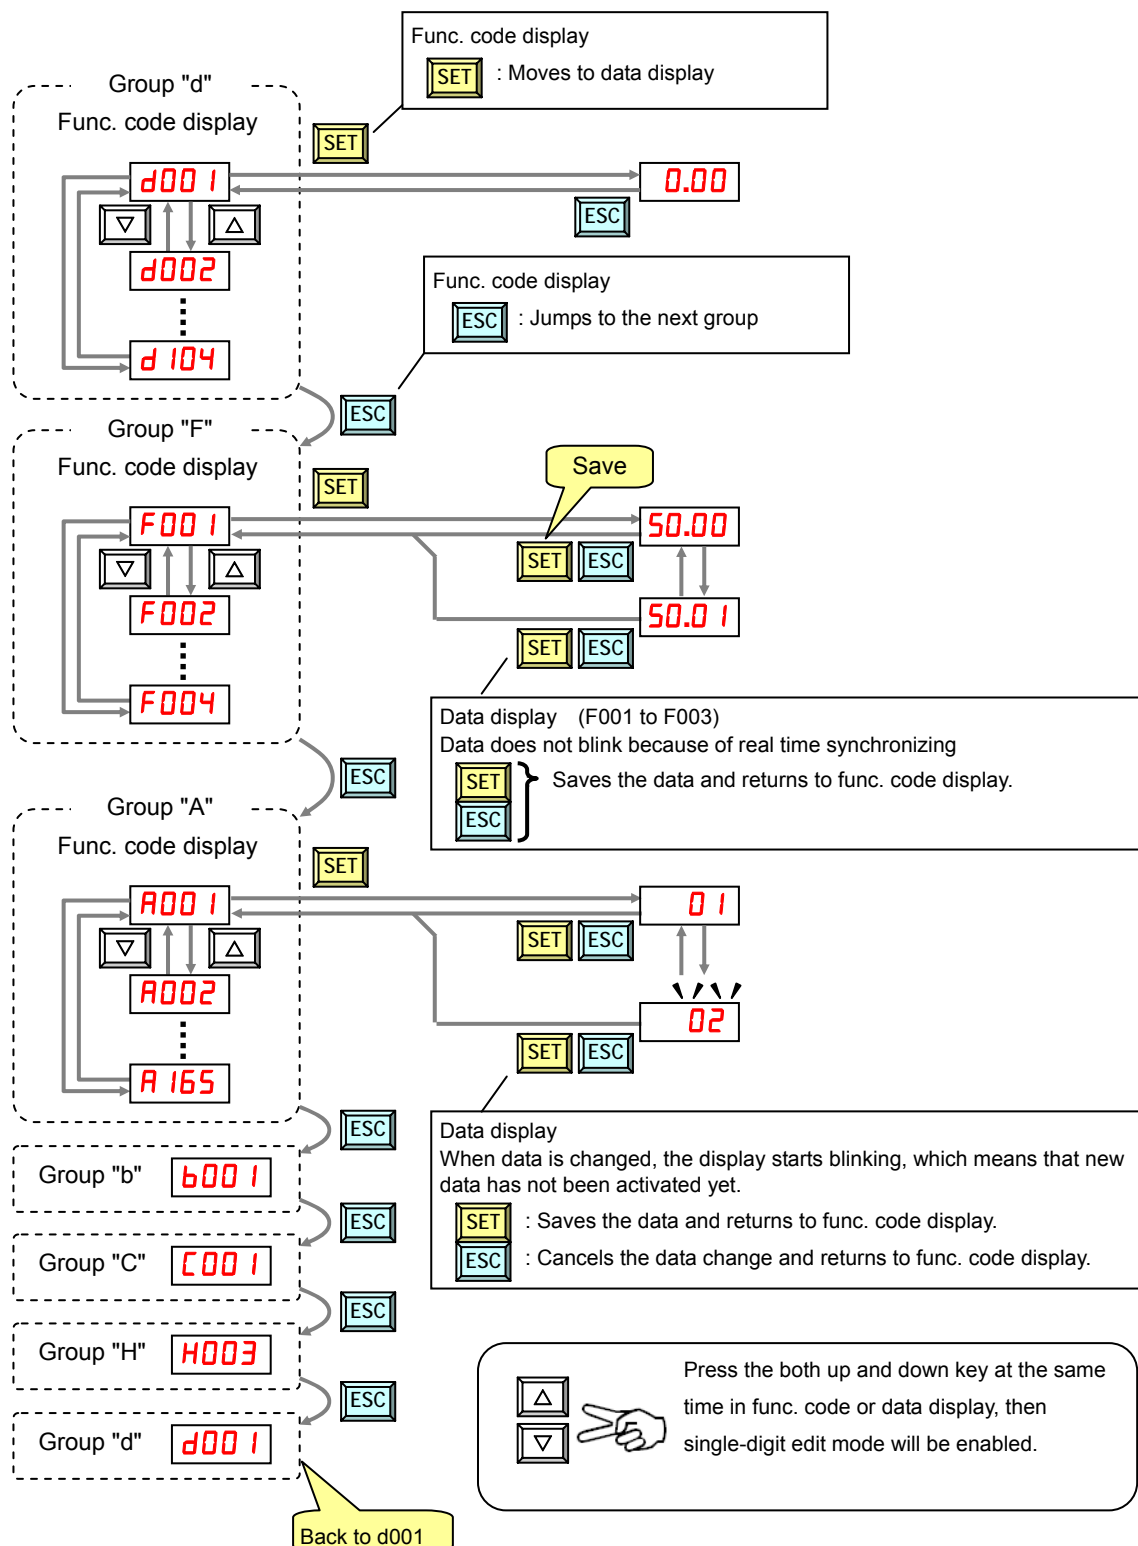 Func. code display
SET : Moves to data display
Group "d"
Func. code display
SET
d001
0.00
ESC
d002
d104
Func. code display
ESC : Jumps to the next group
ESC
Group "F"
Func. code display
SET
Save
F001
50.00
SET ESC
F002
50.01
SET ESC
F004
Data display (F001 to F003)
Data does not blink because of real time synchronizing
SET
ESC
Saves the data and returns to func. code display.
ESC
Group "A"
Func. code display
SET
A001
01
SET ESC
A002
02
SET ESC
A165
ESC
Data display
When data is changed, the display starts blinking, which means that new
data has not been activated yet.
SET : Saves the data and returns to func. code display.
ESC : Cancels the data change and returns to func. code display.
Group "b" b001
ESC
Group "C" C001
ESC
Group "H" H003
ESC
Group "d" d001
Back to d001
Press the both up and down key at the same
time in func. code or data display, then
single-digit edit mode will be enabled.